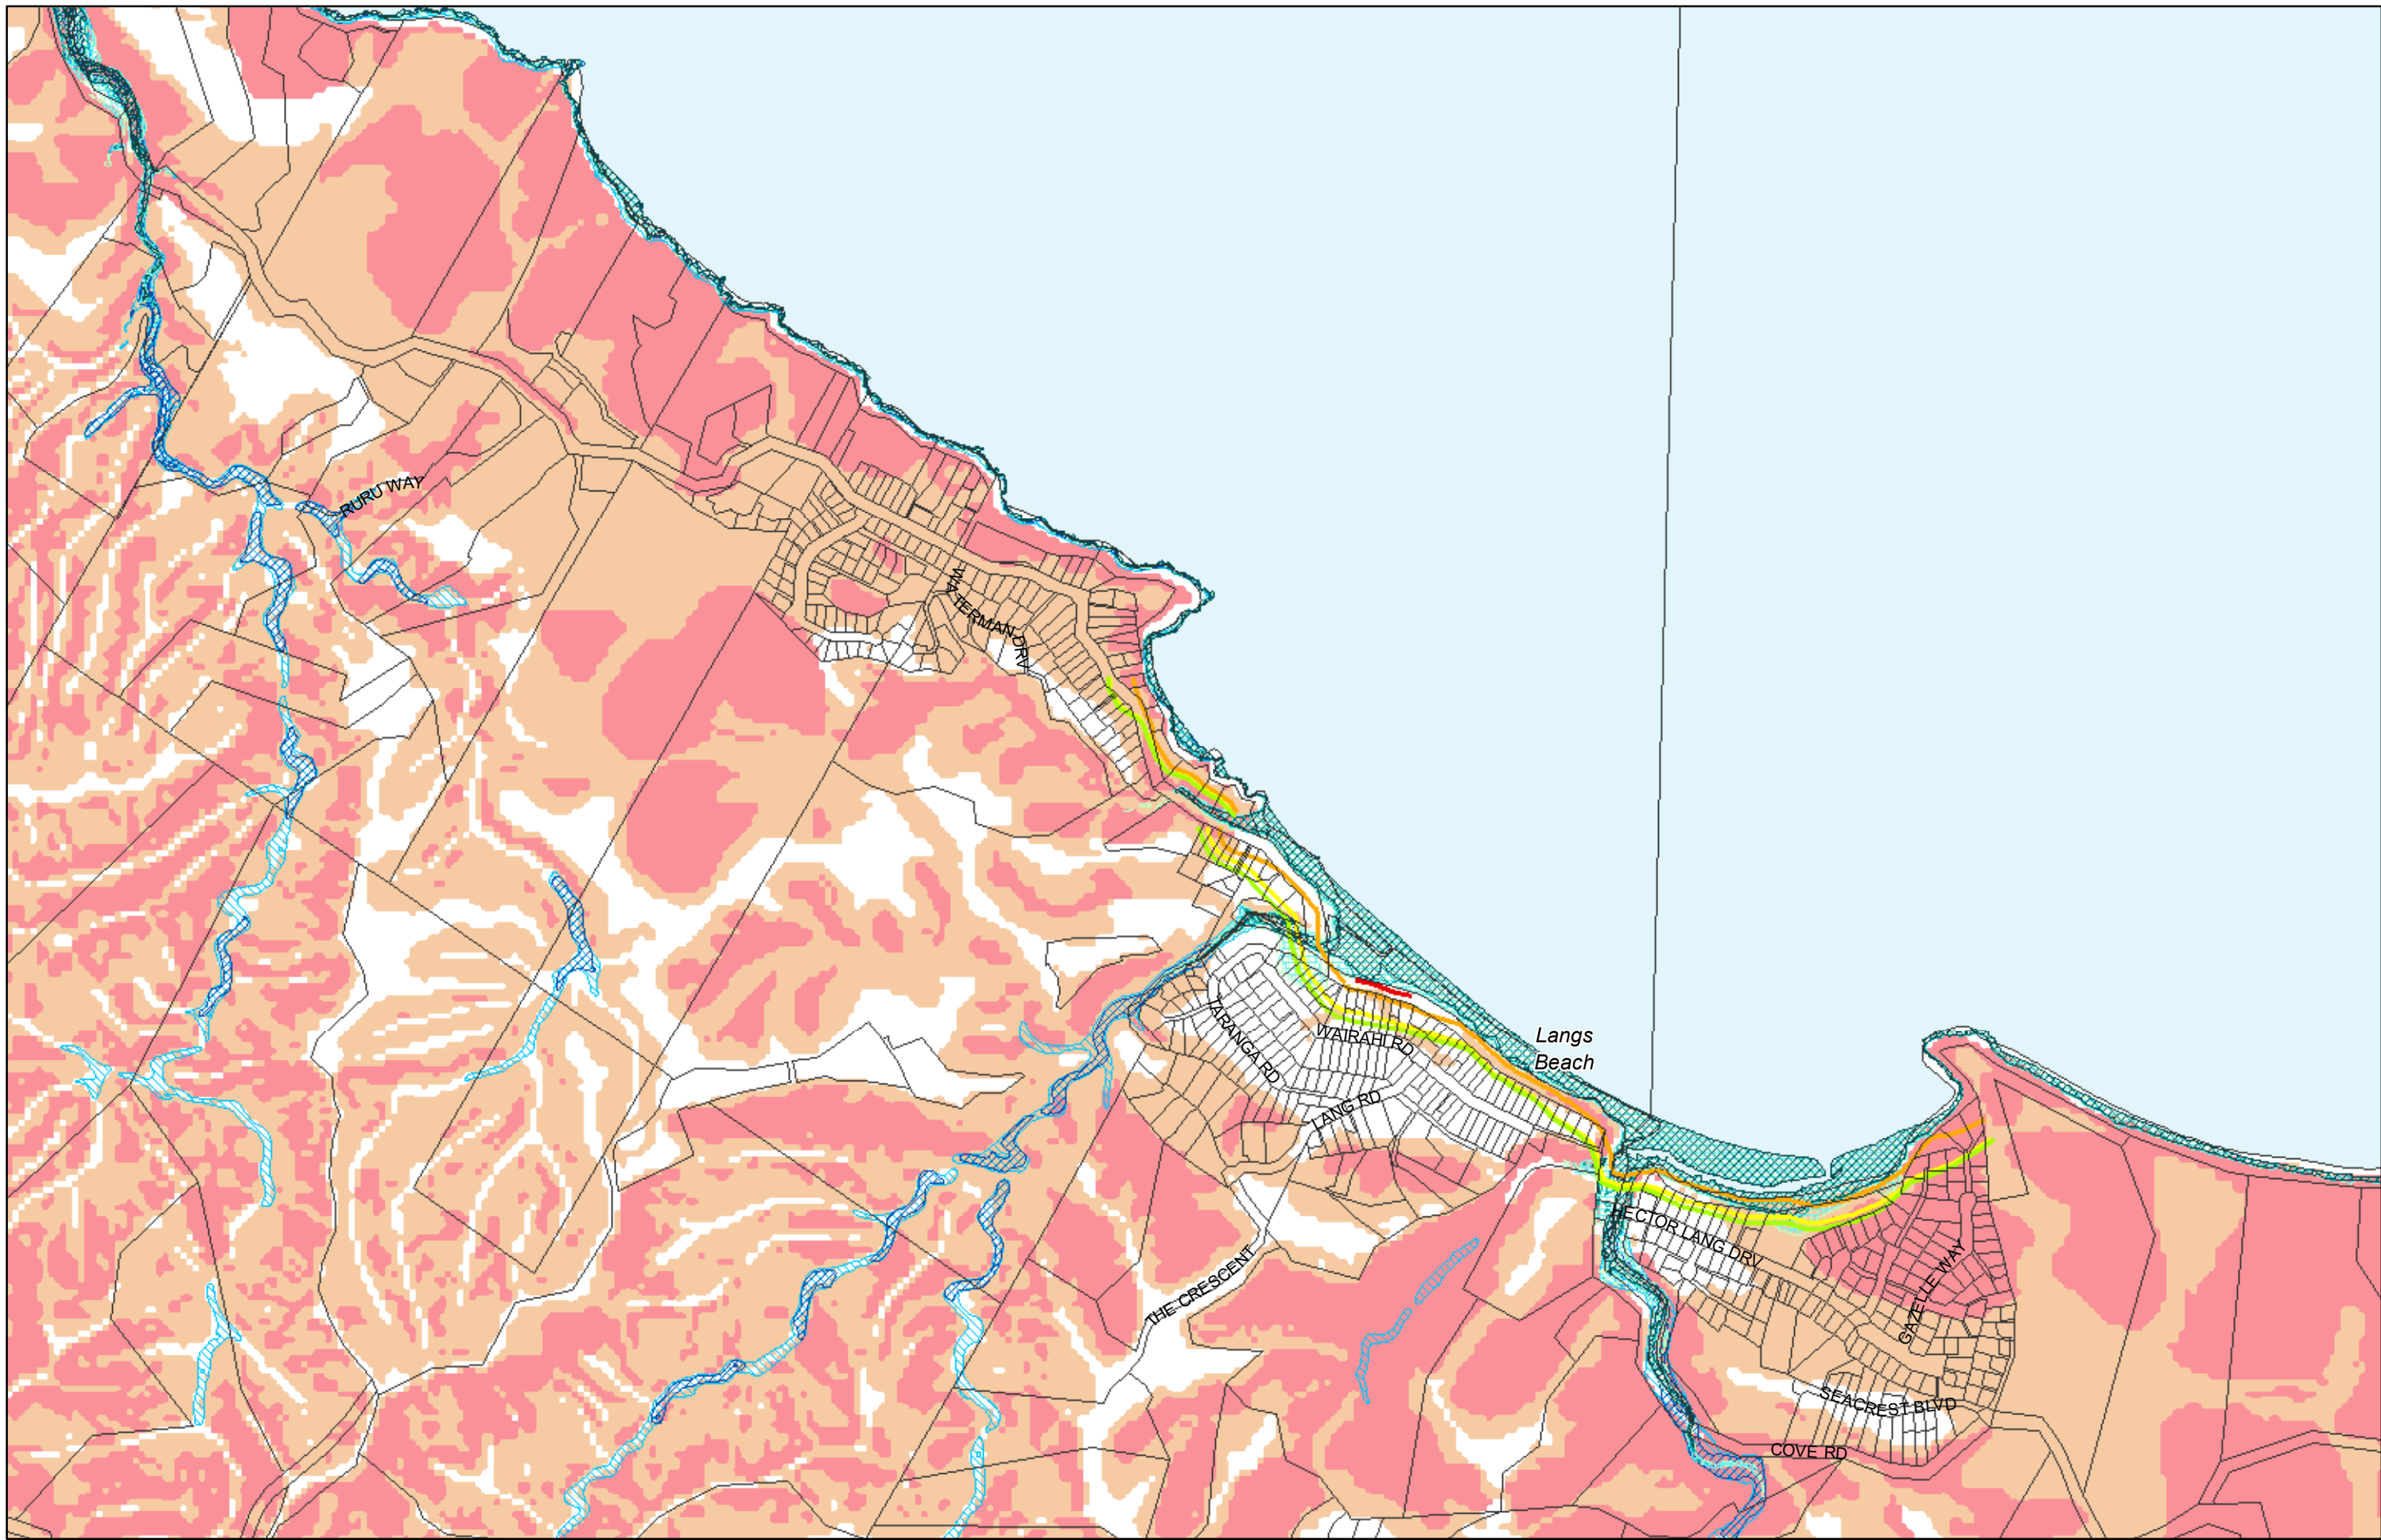 RURU WAY
WATERMAN DRV
Langs
Beach
TARANGA RD
WAIRAHI RD
LANG RD
HECTOR LANG DRV
THE CRESCENT
GAZELLE WAY
SEACREST BLVD
COVE RD